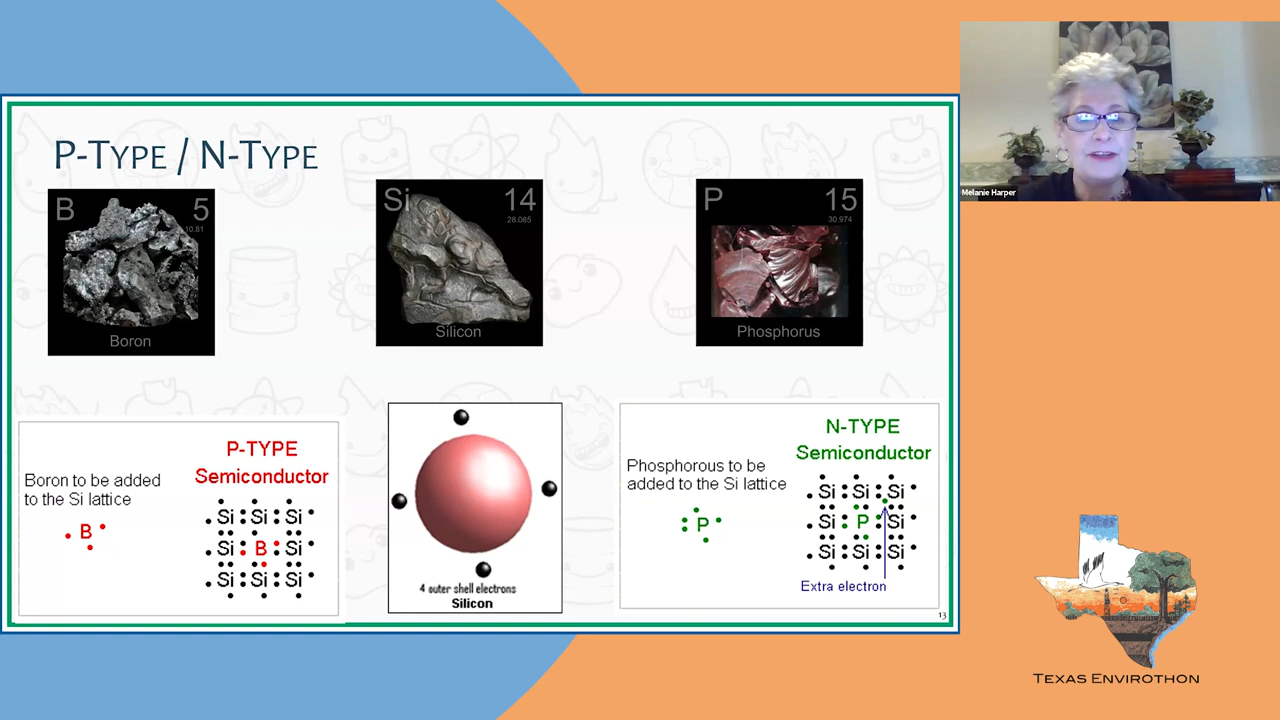 P-Type / N-Type
B 5
10.81
Boron
Si 14
28.085
Silicon
P 15
30.974
Phosphorus
Boron to be added
to the Si lattice
B
P-TYPE
Semiconductor
Si Si Si
Si B Si
Si Si Si
4 outer shell electrons
Silicon
Phosphorous to be
added to the Si lattice
P
N-TYPE
Semiconductor
Si Si Si
Si P Si
Si Si Si
Extra electron
13
Melanie Harper
Texas Envirothon